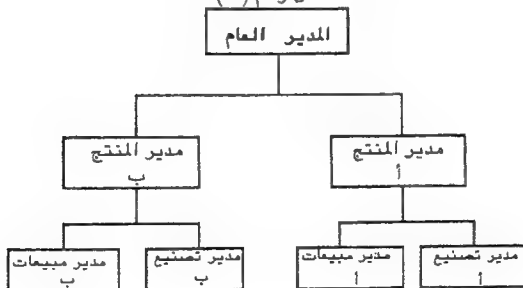 المدير العام
مدير المنتج
أ
مدير المنتج
ب
مدير تصنيع
أ
مدير مبيعات
أ
مدير تصنيع
ب
مدير مبيعات
ب